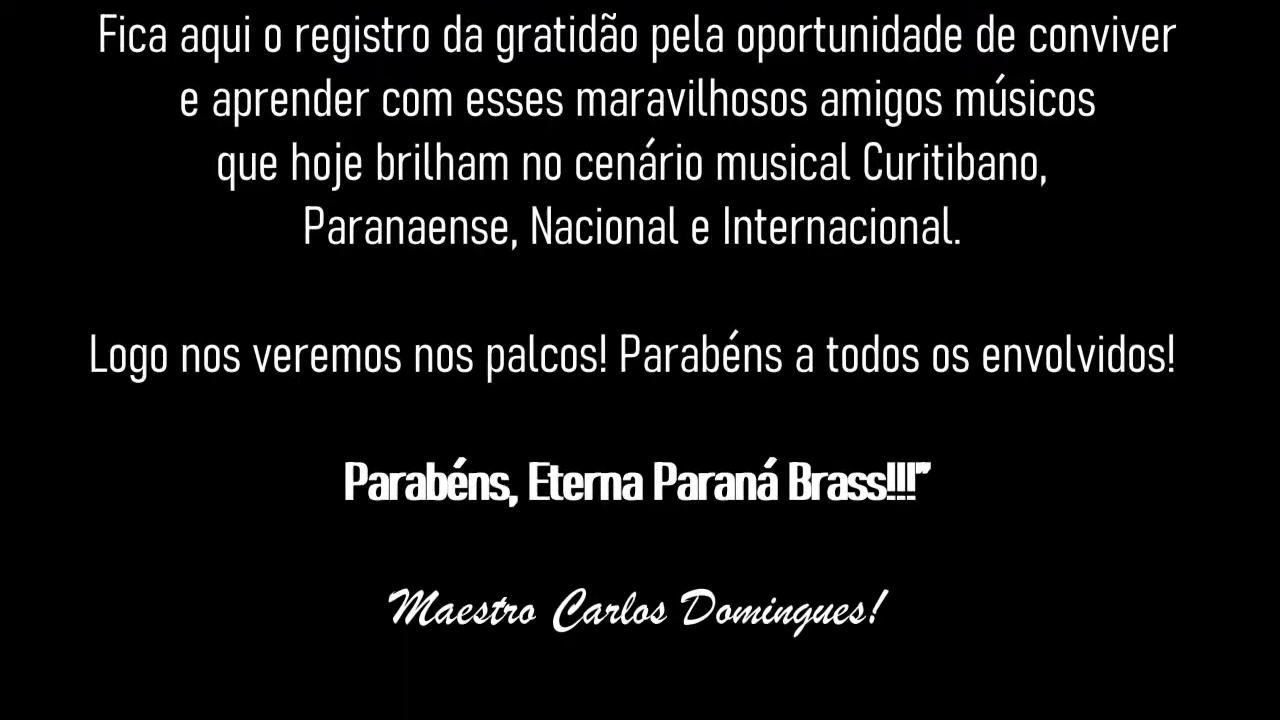 Fica aqui o registro da gratidão pela oportunidade de conviver
e aprender com esses maravilhosos amigos músicos
que hoje brilham no cenário musical Curitibano,
Paranaense, Nacional e Internacional.
Logo nos veremos nos palcos! Parabéns a todos os envolvidos!
Parabéns, Eterna Paraná Brass!!!”
Maestro Carlos Domingues!